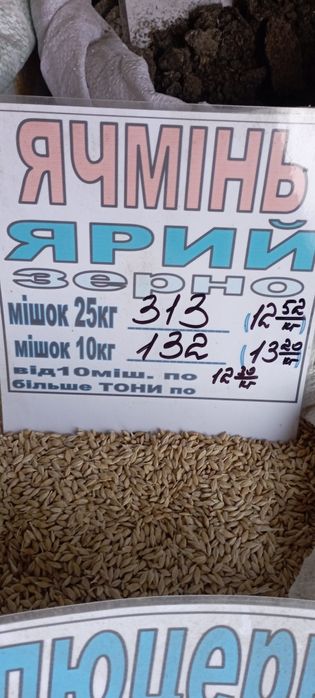 ЯЧМІНЬ
ЯРИЙ
зерно
мішок 25кг 313 (12 52/кг)
мішок 10кг 132 (13 20/кг)
від10міш. по 12 20/кг
більше ТОНИ по
люцерн